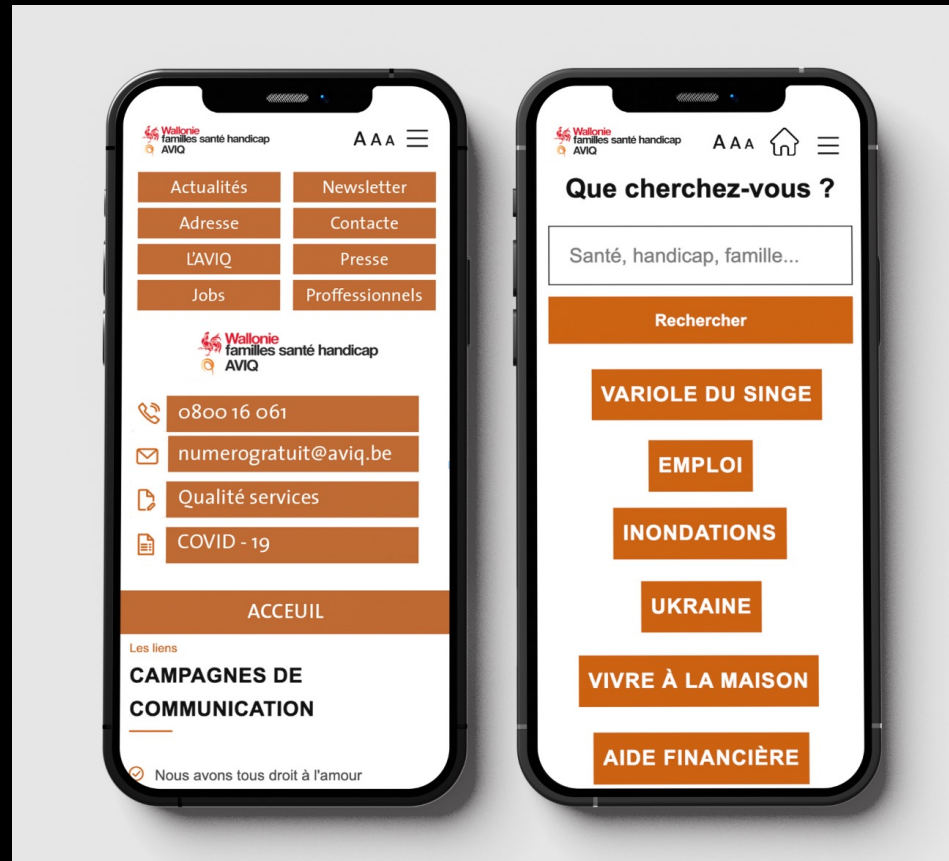 Wallonie
familles santé handicap
AVIQ
A A A
Actualités
Newsletter
Adresse
Contacte
L'AVIQ
Presse
Jobs
Proffessionnels
Wallonie
familles santé handicap
AVIQ
0800 16 061
numerogratuit@aviq.be
Qualité services
COVID - 19
ACCEUIL
Les liens
CAMPAGNES DE
COMMUNICATION
Nous avons tous droit à l'amour
Wallonie
familles santé handicap
AVIQ
A A A
Que cherchez-vous ?
Santé, handicap, famille...
Rechercher
VARIOLE DU SINGE
EMPLOI
INONDATIONS
UKRAINE
VIVRE À LA MAISON
AIDE FINANCIÈRE